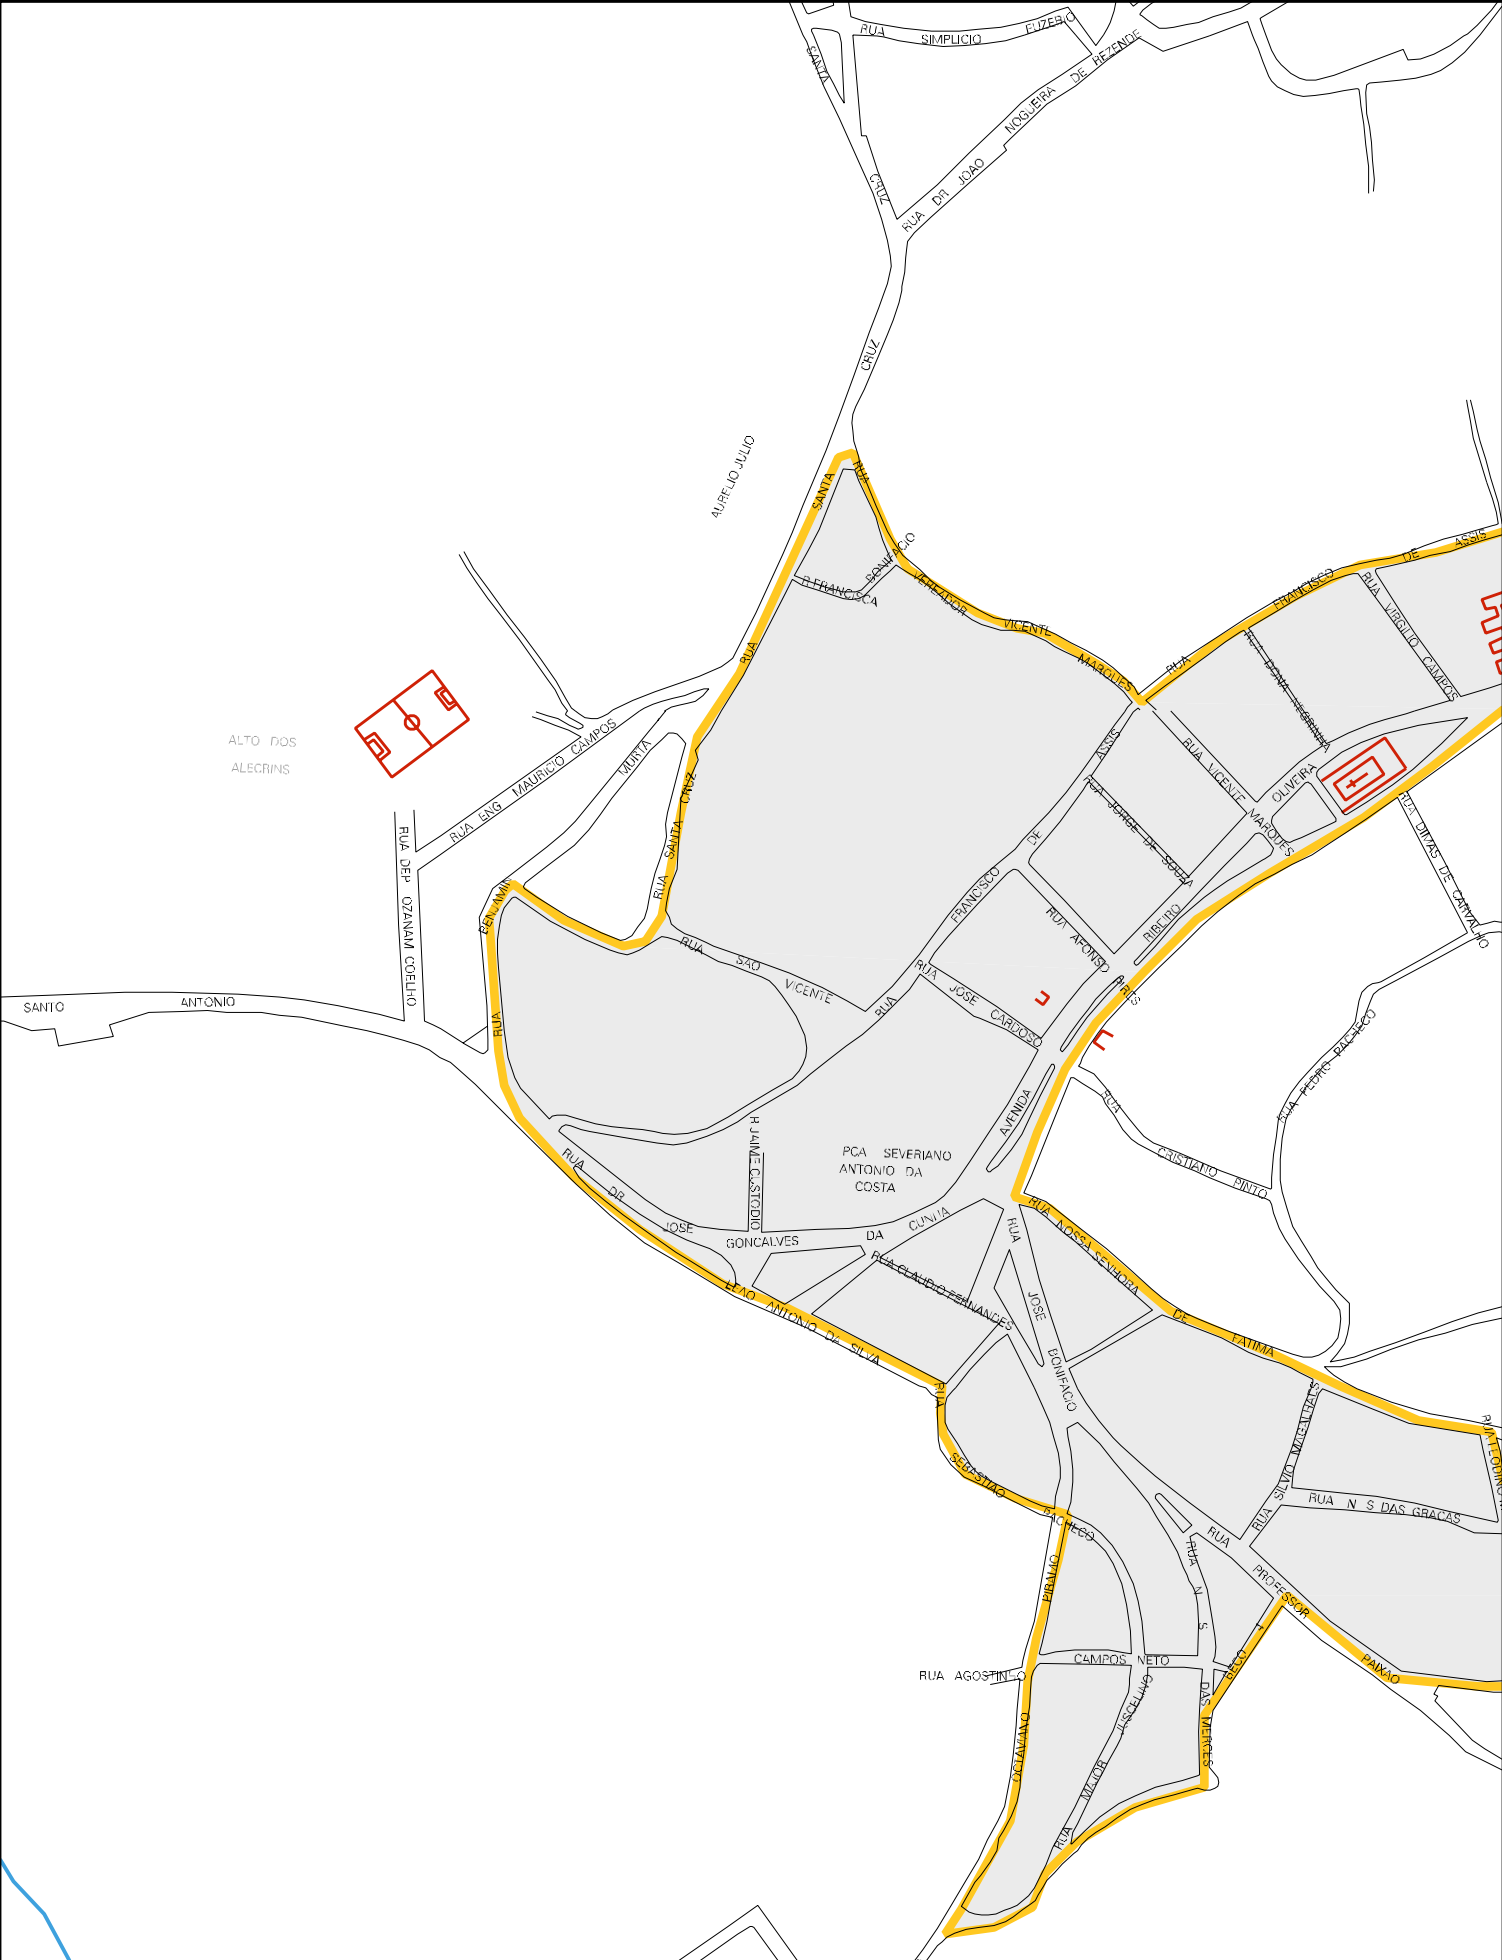 RUA SIMPLICIO EUZEBIO
SANTA CRUZ
RUA DR JOAO NOGUEIRA DE REZENDE
CRUZ
AURELIO JULIO
RUA SANTA
RUA VEREADOR VICENTE MARQUES
R FRANCISCA BONIFACIO
RUA FRANCISCO DE ASSIS
RUA VIRGILIO CAMPOS
RUA DONA NEGRINHA
RUA VICENTE MARQUES
OLIVEIRA
ALTO DOS
ALEGRINS
RUA ENG MAURICIO CAMPOS
MURTA
BENJAMIN
RUA
RUA SANTA CRUZ
RUA DEP OZANAM COELHO
SANTO ANTONIO
RUA SAO VICENTE
RUA FRANCISCO DE ASSIS
RUA JORGE DE SOUZA
RUA AFONSO PIRES
RIBEIRO
AVENIDA
RUA JOSE CARDOSO
RUA DIMAS DE CARVALHO
RUA PEDRO PACHECO
RUA CRISTIANO PINTO
R JAIME CUSTODIO
PCA SEVERIANO
ANTONIO DA
COSTA
RUA DR JOSE GONCALVES DA CUNHA
RUA CLAUDIO FERNANDES
LEAO ANTONIO DA SILVA
RUA NOSSA SENHORA DE FATIMA
RUA JOSE BONIFACIO
RUA SILVIO MAGALHAES
RUA N S DAS GRACAS
RUA SEBASTIAO PACHECO
RUA PROFESSOR PAIXAO
RUA N S DAS MERCES
BECO
CAMPOS NETO
RUA AGOSTINHO
OCTAVIANO
RUA MAJOR JUSCELINO